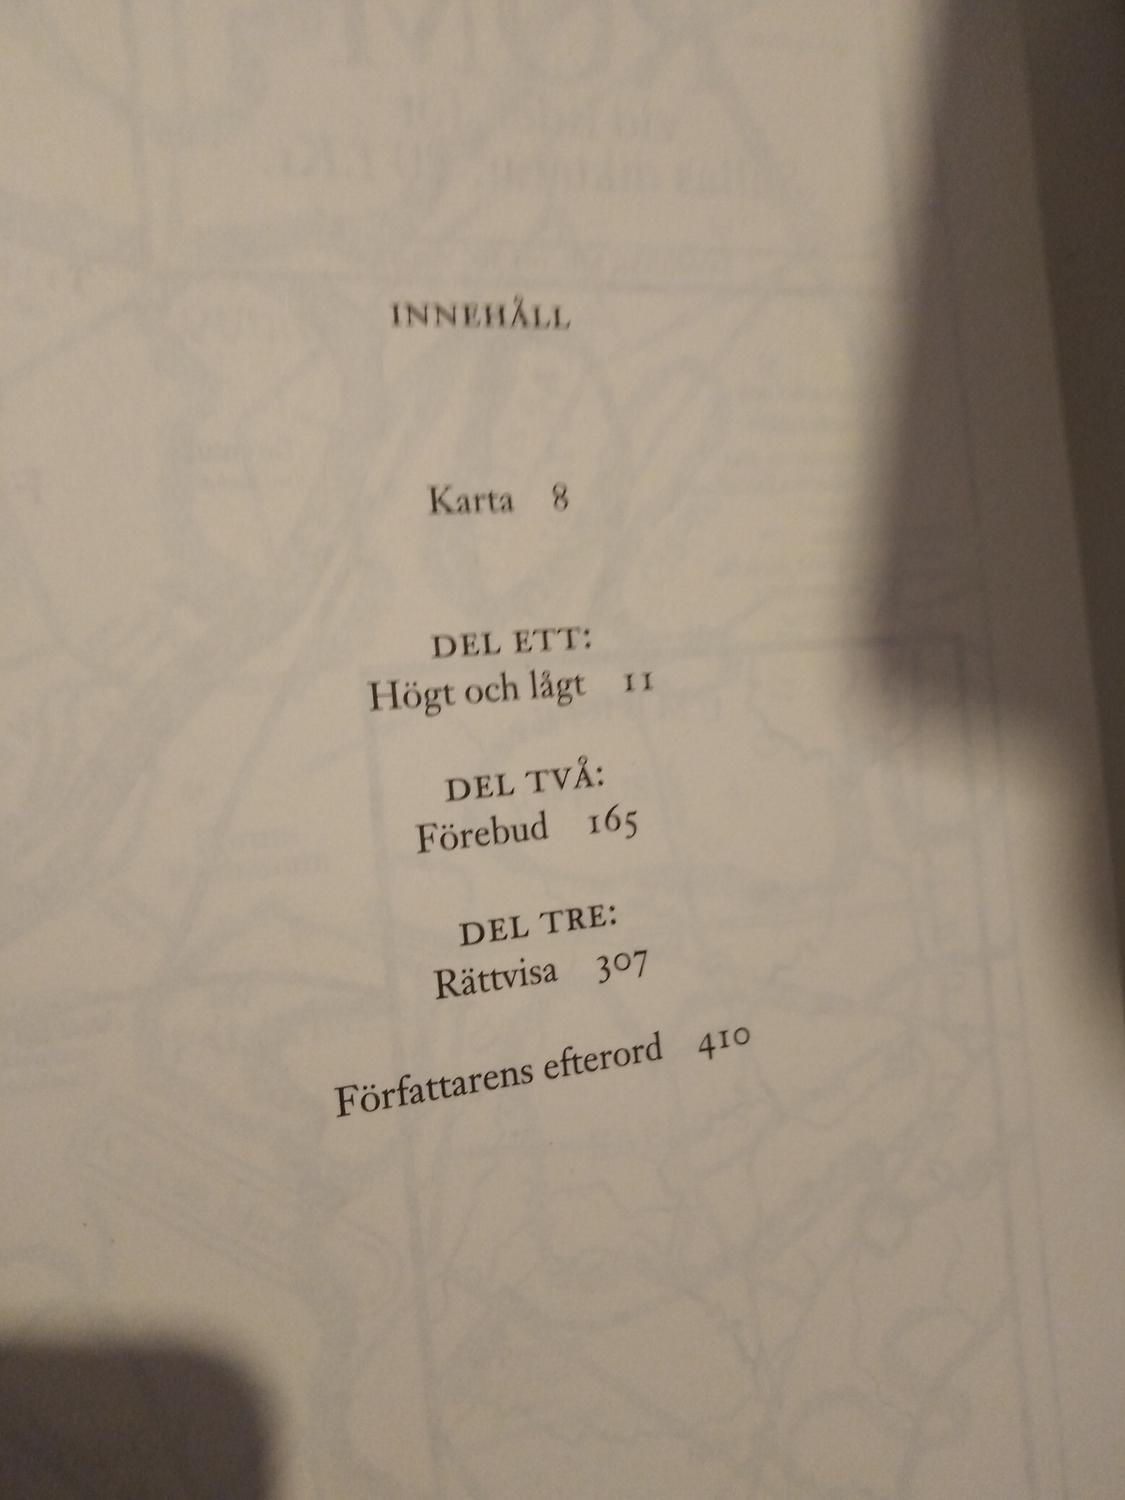 INNEHÅLL
Karta 8
DEL ETT:
Högt och lågt 11
DEL TVÅ:
Förebud 165
DEL TRE:
Rättvisa 307
Författarens efterord 410